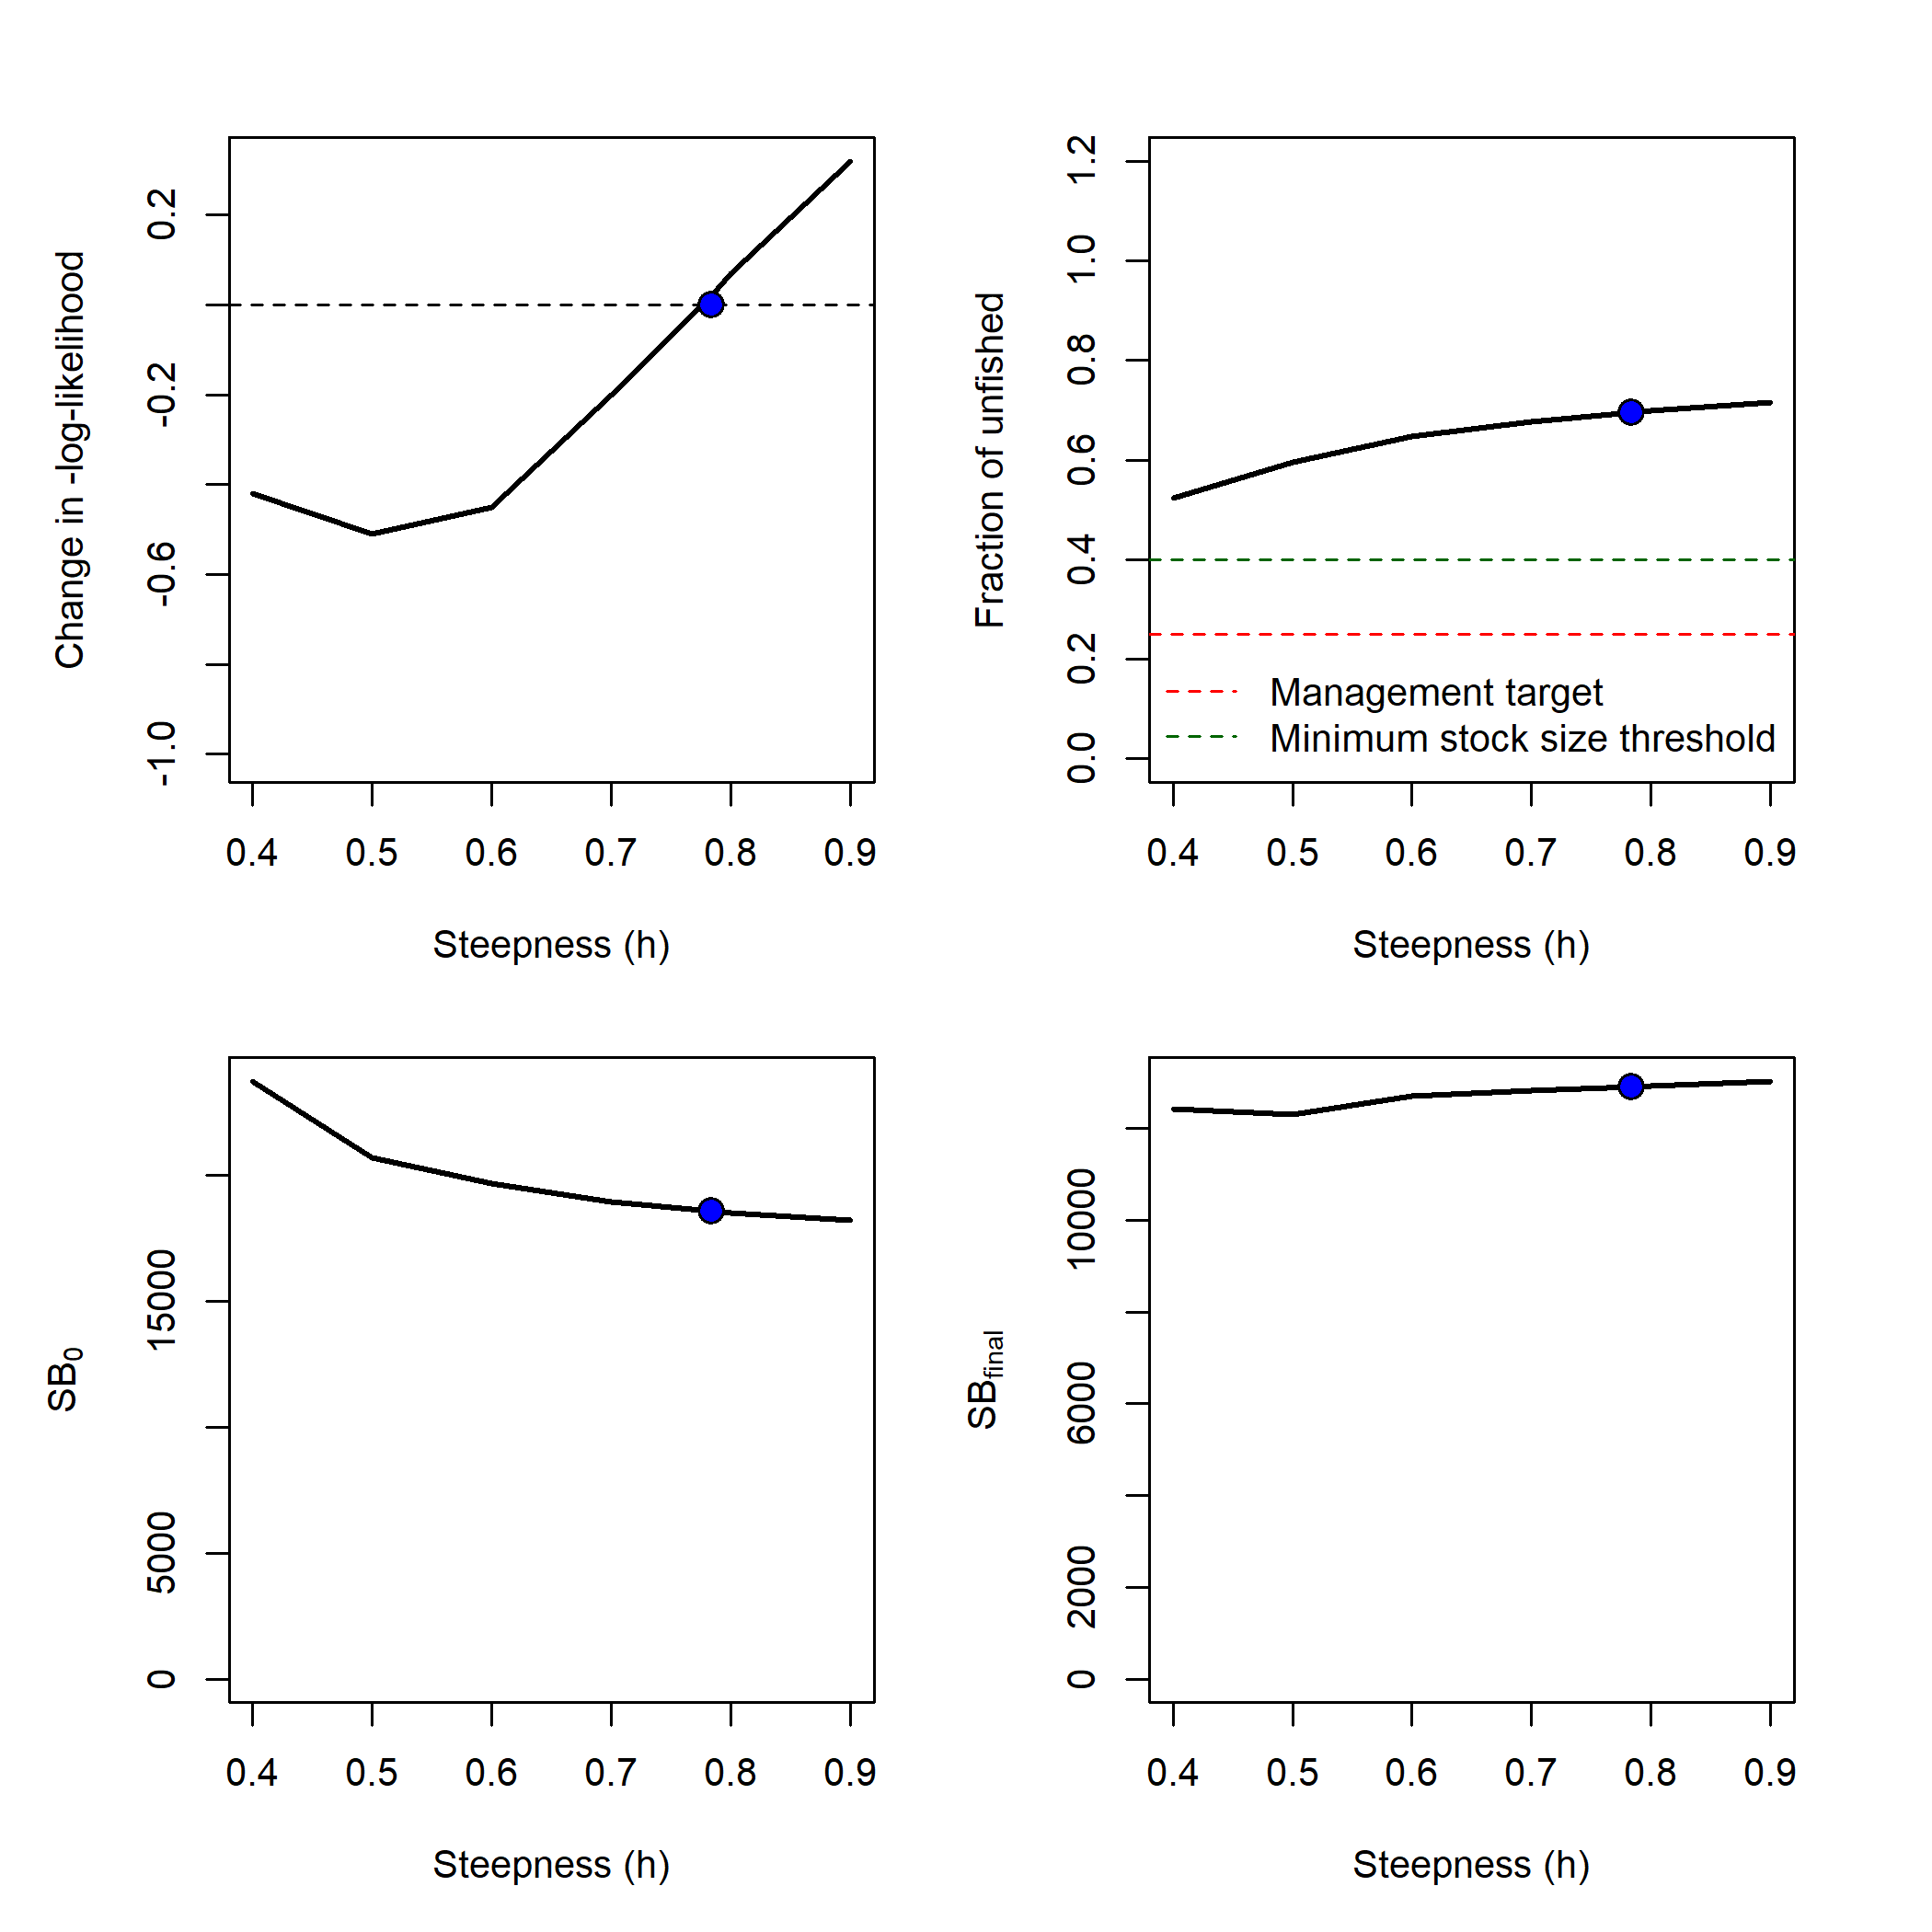 Change in -log-likelihood
0.2
-0.2
-0.6
-1.0
0.4 0.5 0.6 0.7 0.8 0.9
Steepness (h)
Fraction of unfished
1.2
1.0
0.8
0.6
0.4
0.2
0.0
Management target
Minimum stock size threshold
0.4 0.5 0.6 0.7 0.8 0.9
Steepness (h)
SB0
15000
5000
0
0.4 0.5 0.6 0.7 0.8 0.9
Steepness (h)
SBfinal
10000
6000
2000
0
0.4 0.5 0.6 0.7 0.8 0.9
Steepness (h)